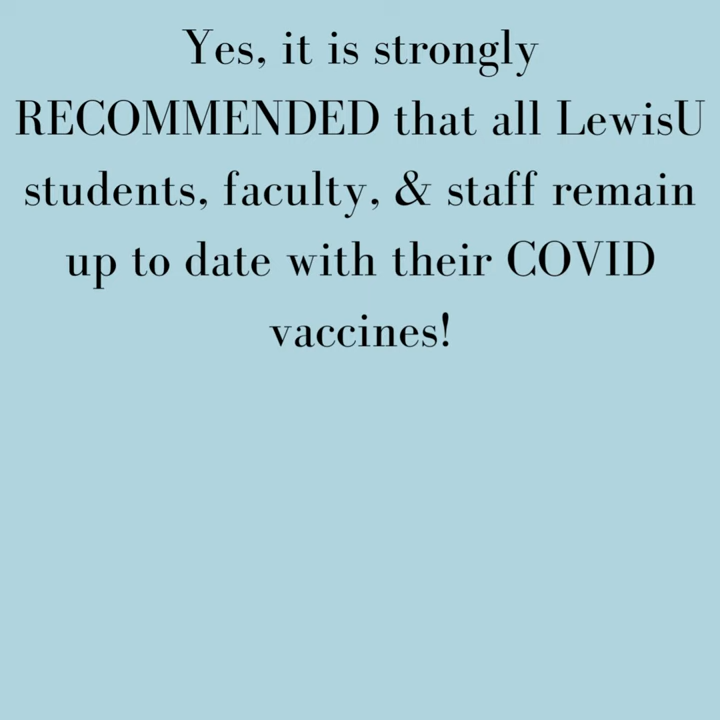 Yes, it is strongly
RECOMMENDED that all LewisU
students, faculty, & staff remain
up to date with their COVID
vaccines!